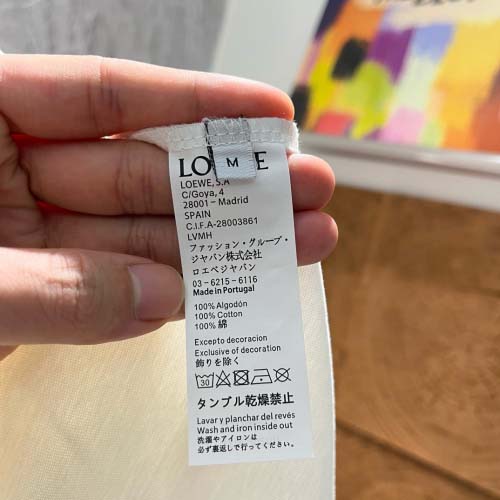 LO E
M
LOEWE, S.A
C/Goya, 4
28001 - Madrid
SPAIN
C.I.F.A-28003861
LVMH
ファッション・グループ・
ジャパン株式会社
ロエベジャパン
03-6215-6116
Made in Portugal
100% Algodón
100% Cotton
100% 綿
Excepto decoracion
Exclusive of decoration
飾りを除く
30
タンブル乾燥禁止
Lavar y planchar del revés
Wash and iron inside out
洗濯やアイロンは
必ず裏返しで行ってください。